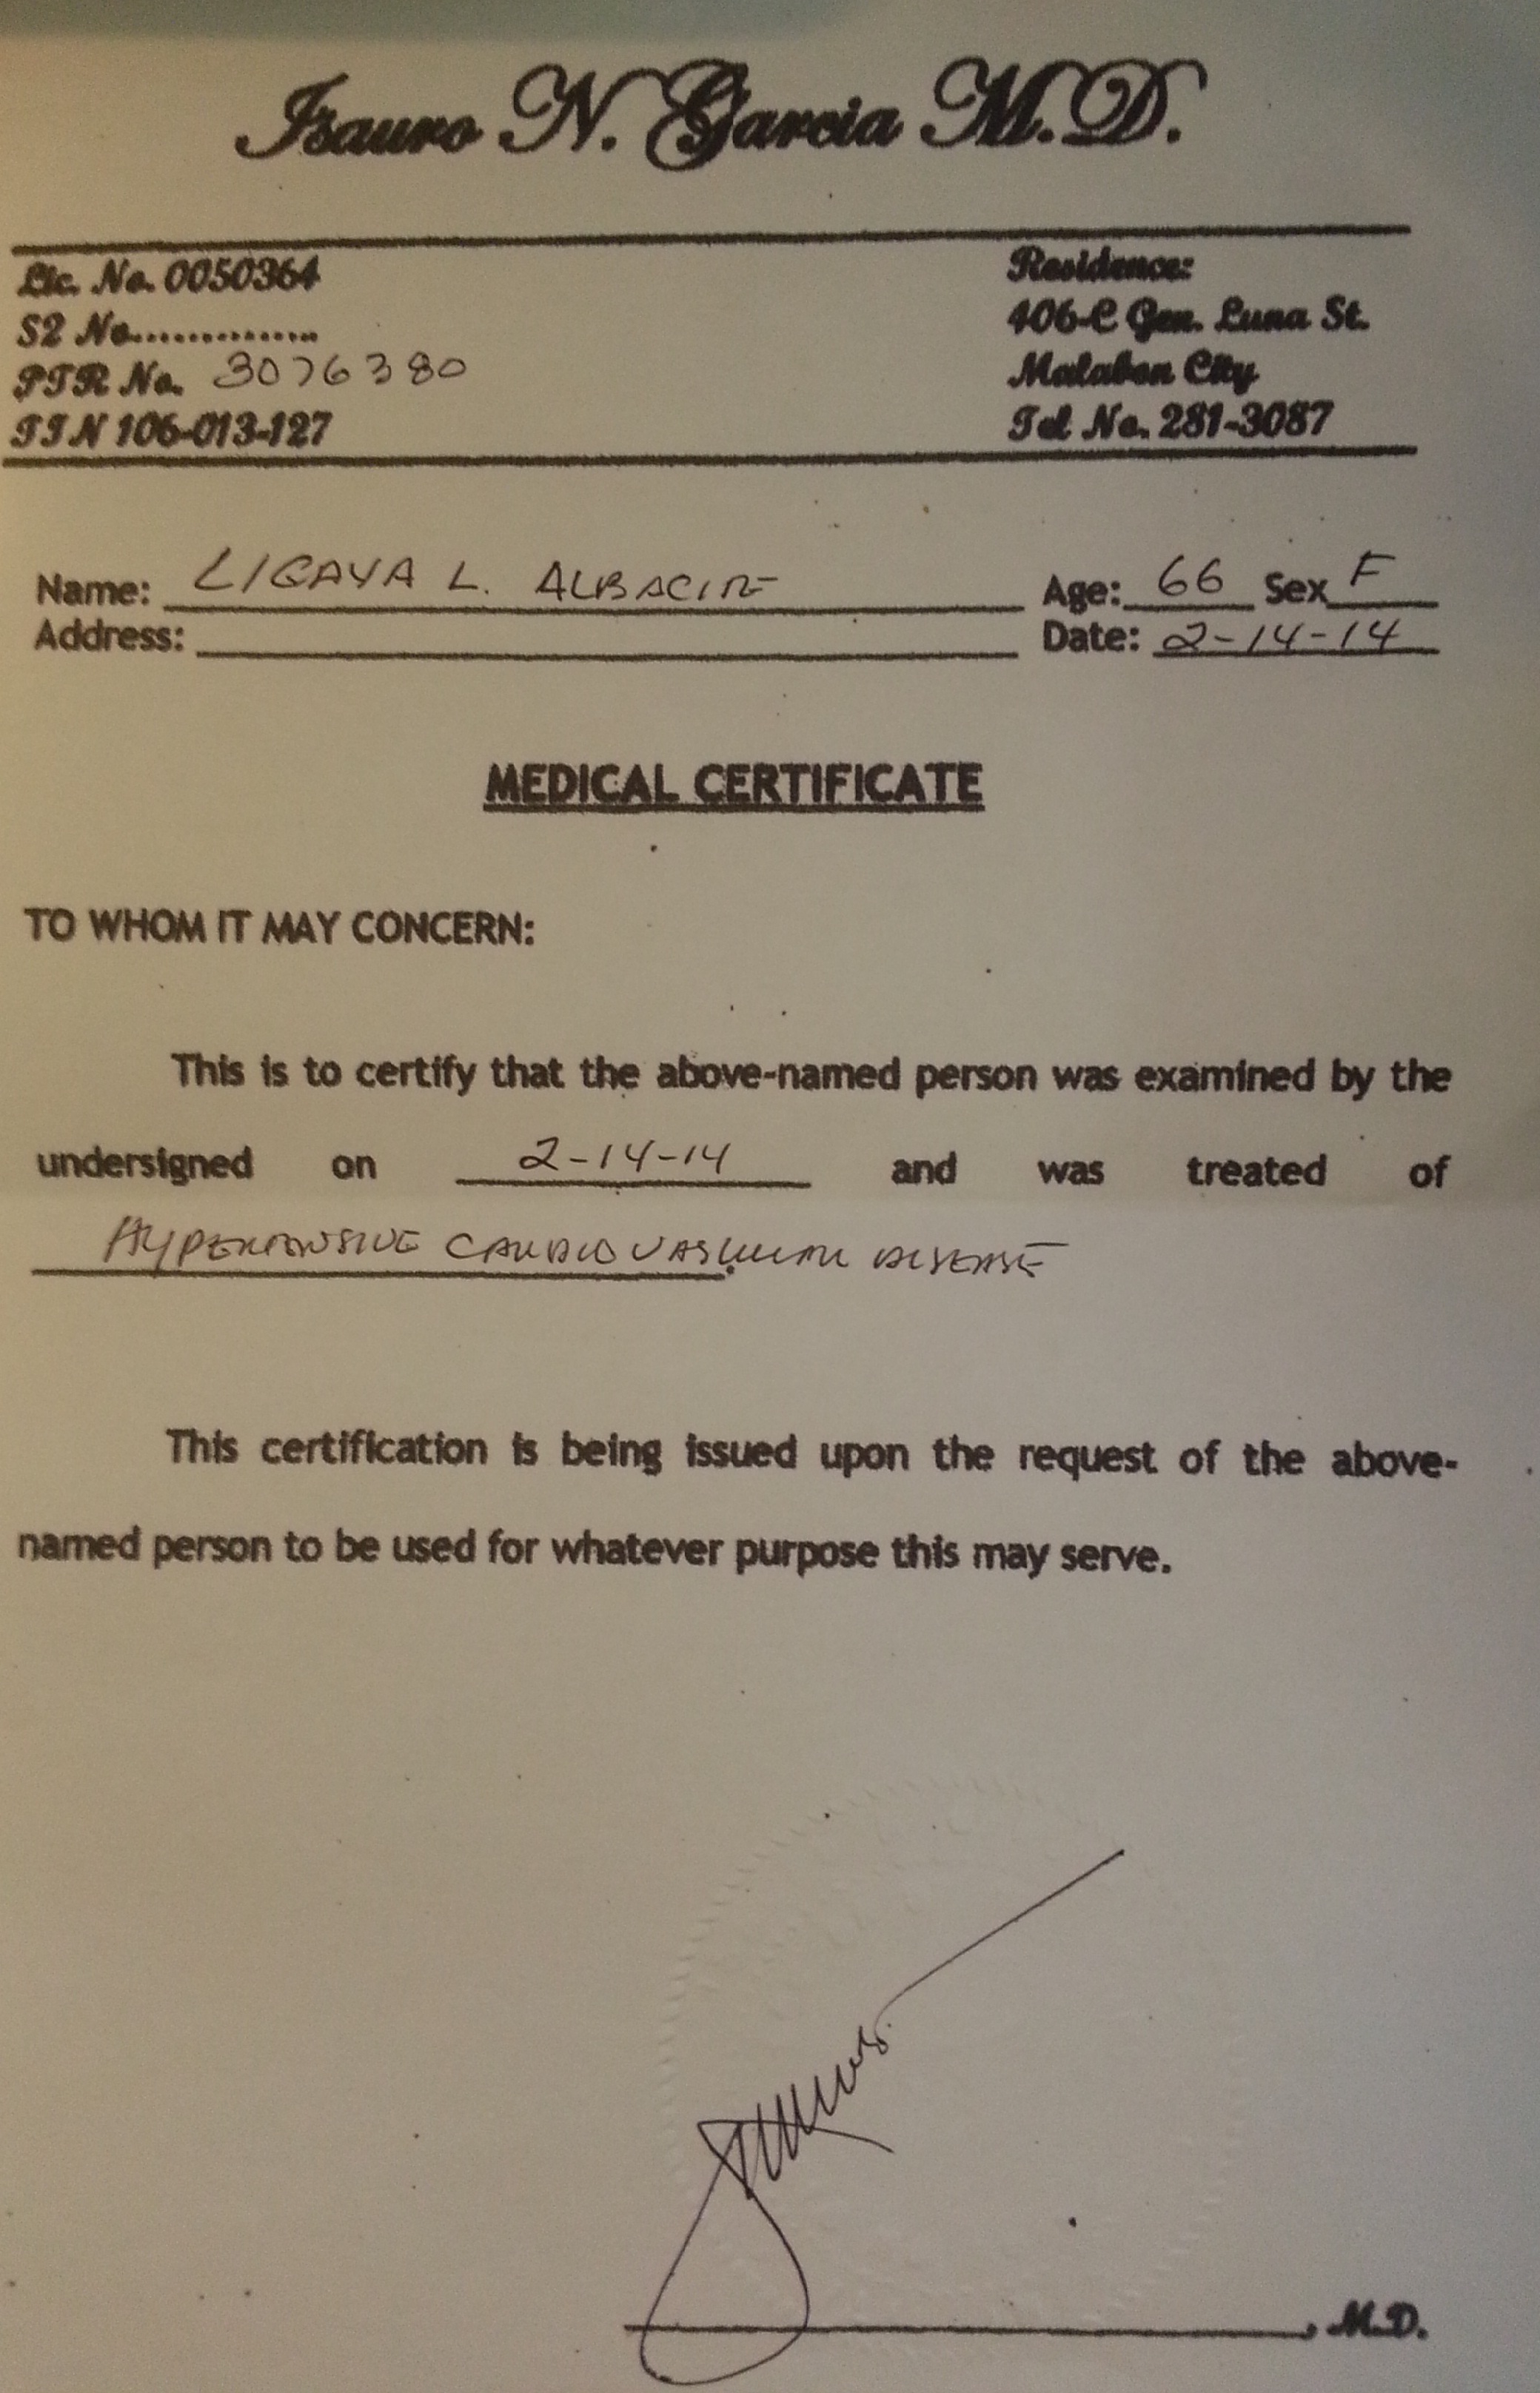 Isauro N. Garcia M.D.
Lic. No. 0050364
S2 No..............
PTR No. 3076380
TIN 106-013-127
Residence:
406-C Gen. Luna St.
Malabon City
Tel No. 281-3087
Name: LIGAYA L.
Age: 66 Sex F
Address:
Date: 2-14-14
MEDICAL CERTIFICATE
TO WHOM IT MAY CONCERN:
This is to certify that the above-named person was examined by the
undersigned on 2-14-14 and was treated of
HYPERTENSIVE CARDIOVASCULAR DISEASE
This certification is being issued upon the request of the above-
named person to be used for whatever purpose this may serve.
, M.D.